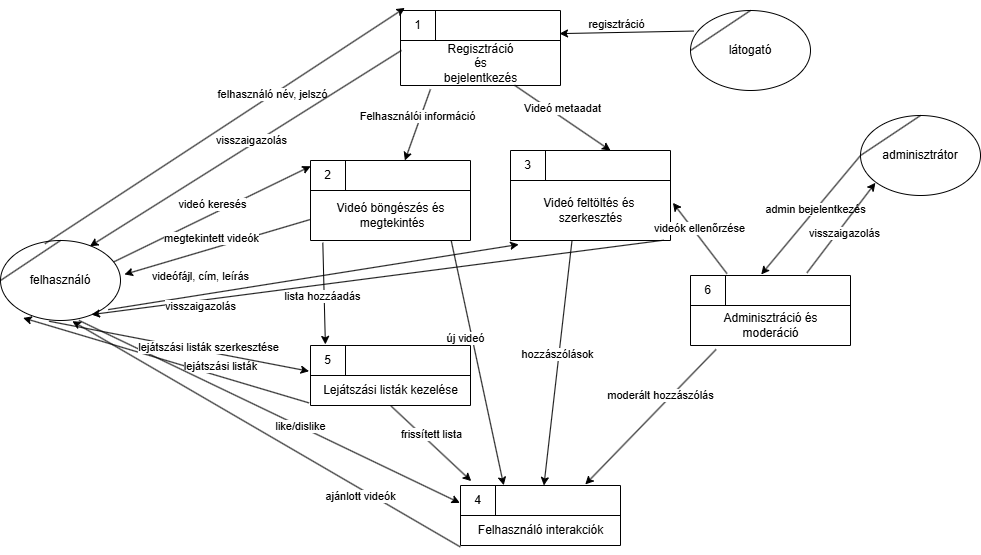 1
Regisztráció
és
bejelentkezés
regisztráció
látogató
felhasználó név, jelszó
visszaigazolás
Felhasználói információ
Videó metaadat
adminisztrátor
2
Videó böngészés és
megtekintés
3
Videó feltöltés és
szerkesztés
videó keresés
megtekintett videók
admin bejelentkezés
videók ellenőrzése
visszaigazolás
felhasználó
videófájl, cím, leírás
visszaigazolás
lista hozzáadás
6
Adminisztráció és
moderáció
lejátszási listák szerkesztése
lejátszási listák
új videó
hozzászólások
5
Lejátszási listák kezelése
moderált hozzászólás
like/dislike
frissített lista
ajánlott videók
4
Felhasználó interakciók